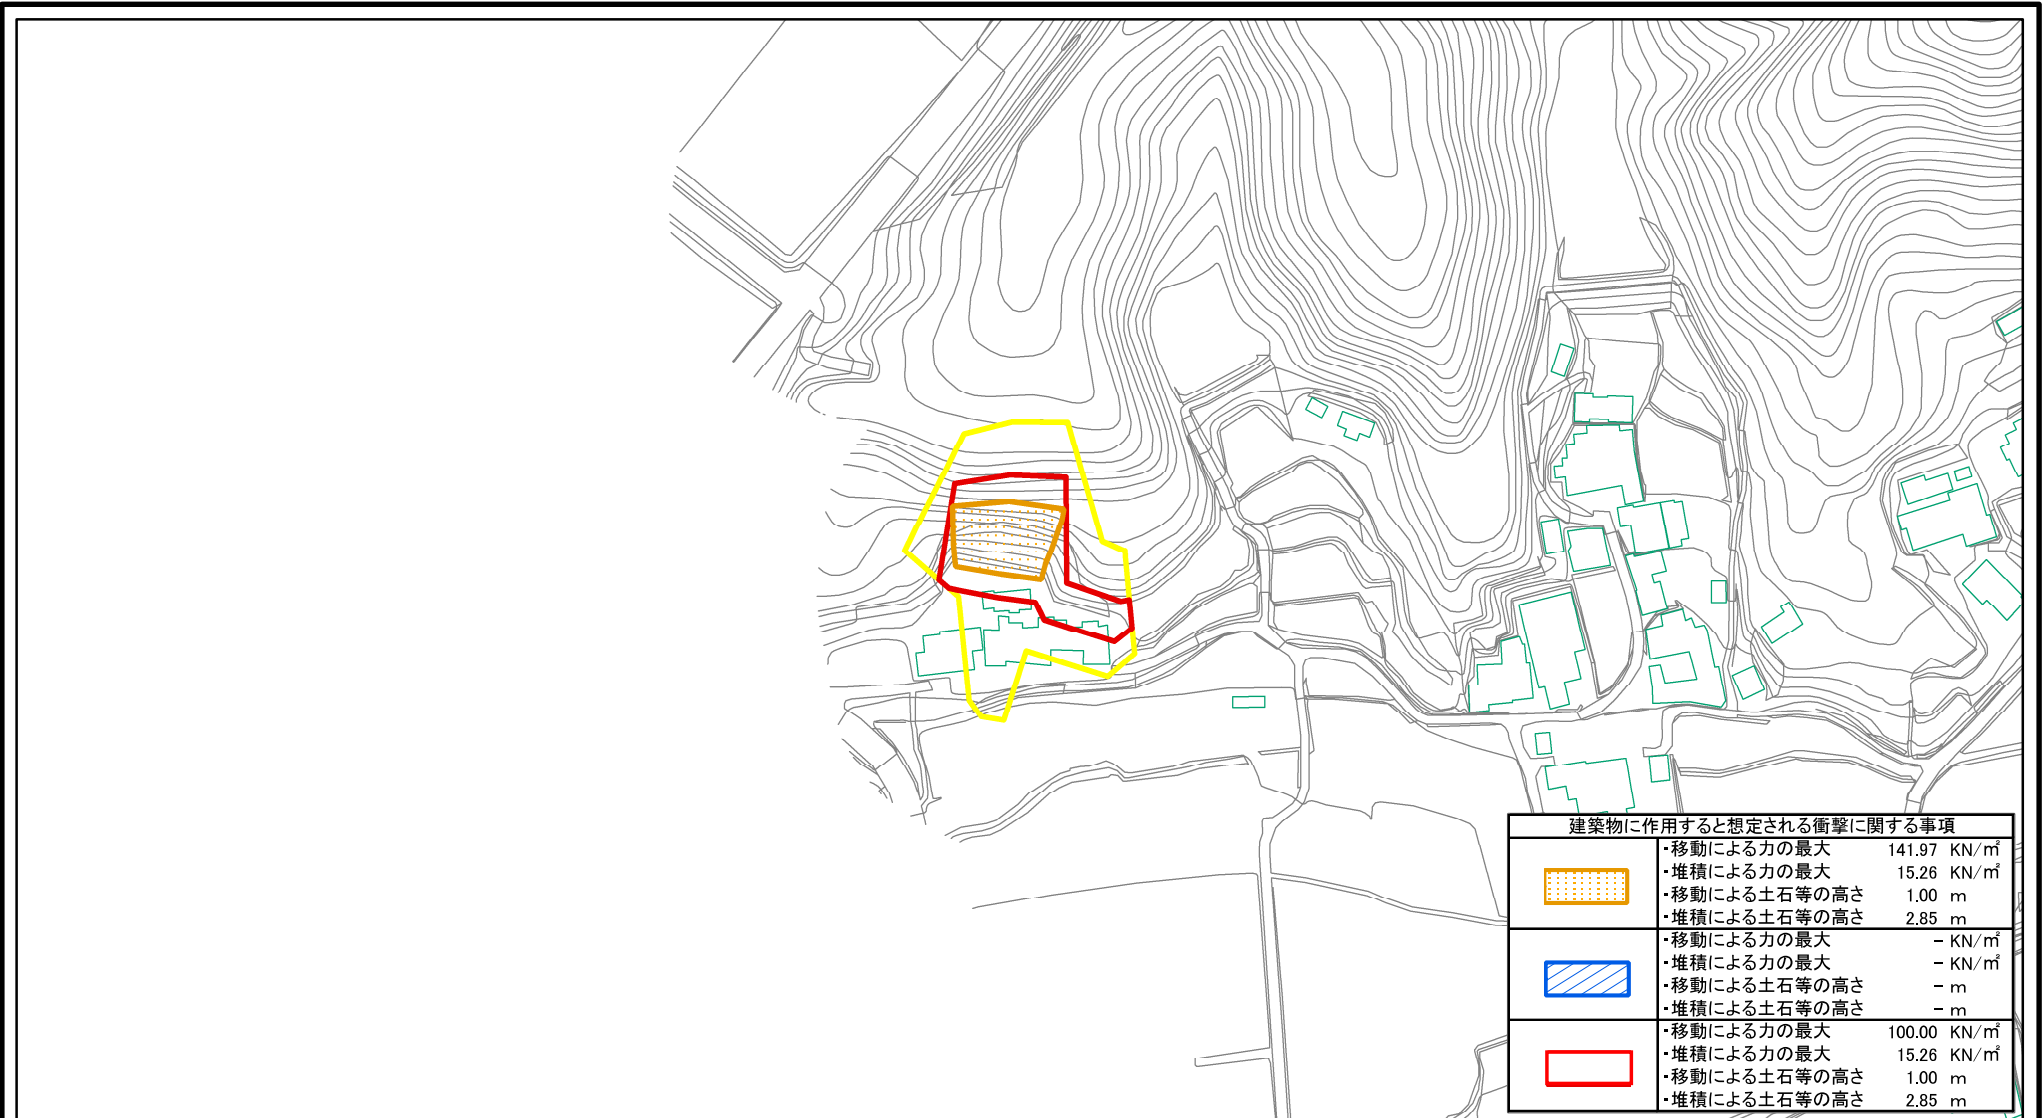 建築物に作用すると想定される衝撃に関する事項
・移動による力の最大 141.97 KN/㎡
・堆積による力の最大 15.26 KN/㎡
・移動による土石等の高さ 1.00 m
・堆積による土石等の高さ 2.85 m
・移動による力の最大 - KN/㎡
・堆積による力の最大 - KN/㎡
・移動による土石等の高さ - m
・堆積による土石等の高さ - m
・移動による力の最大 100.00 KN/㎡
・堆積による力の最大 15.26 KN/㎡
・移動による土石等の高さ 1.00 m
・堆積による土石等の高さ 2.85 m